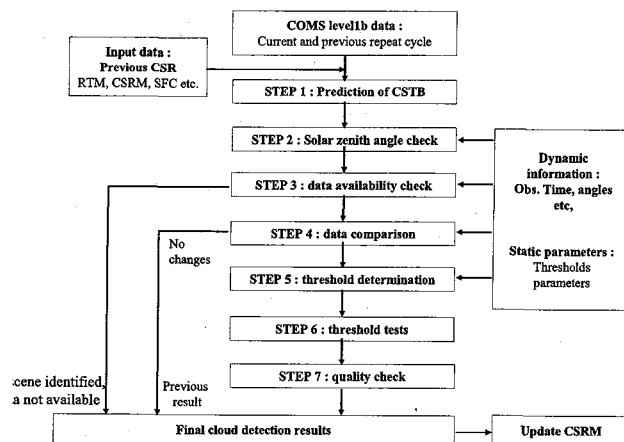 COMS level1b data :
Current and previous repeat cycle
Input data :
Previous CSR
RTM, CSRM, SFC etc.
STEP 1 : Prediction of CSTB
STEP 2 : Solar zenith angle check
Dynamic
information :
Obs. Time, angles
etc,
STEP 3 : data availability check
STEP 4 : data comparison
No
changes
Static parameters :
Thresholds
parameters
STEP 5 : threshold determination
STEP 6 : threshold tests
STEP 7 : quality check
scene identified,
a not available
Previous
result
Final cloud detection results
Update CSRM